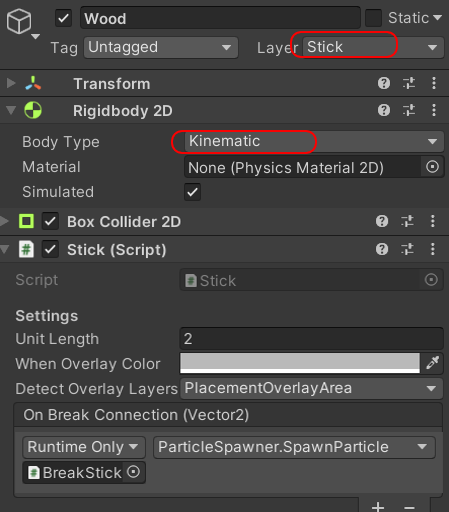 Wood
Static
Tag Untagged Layer Stick
Transform
Rigidbody 2D
Body Type Kinematic
Material None (Physics Material 2D)
Simulated
Box Collider 2D
# Stick (Script)
Script # Stick
Settings
Unit Length 2
When Overlay Color
Detect Overlay Layers PlacementOverlayArea
On Break Connection (Vector2)
Runtime Only ParticleSpawner.SpawnParticle
# BreakStick
+ −